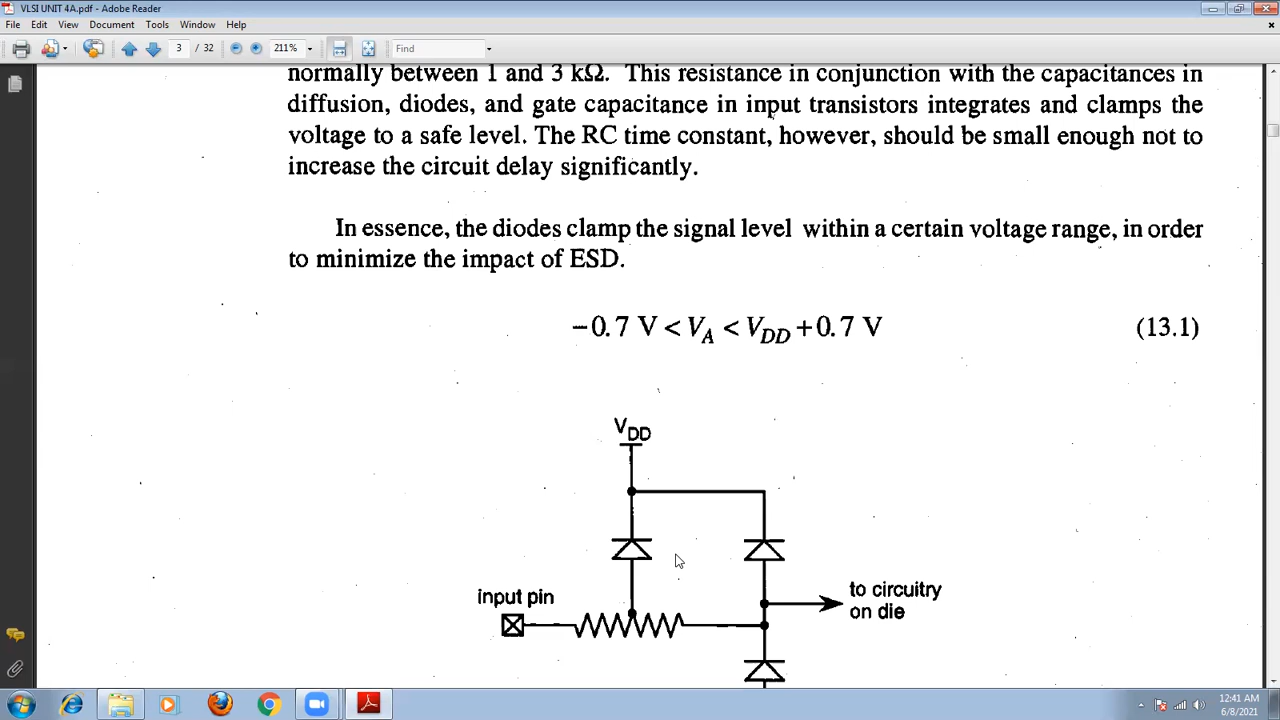 VLSI UNIT 4A.pdf - Adobe Reader
File Edit View Document Tools Window Help
3 / 32 211% Find
normally between 1 and 3 kΩ. This resistance in conjunction with the capacitances in
diffusion, diodes, and gate capacitance in input transistors integrates and clamps the
voltage to a safe level. The RC time constant, however, should be small enough not to
increase the circuit delay significantly.
In essence, the diodes clamp the signal level within a certain voltage range, in order
to minimize the impact of ESD.
−0.7 V < VA < VDD + 0.7 V (13.1)
VDD
input pin
to circuitry
on die
12:41 AM
6/8/2021